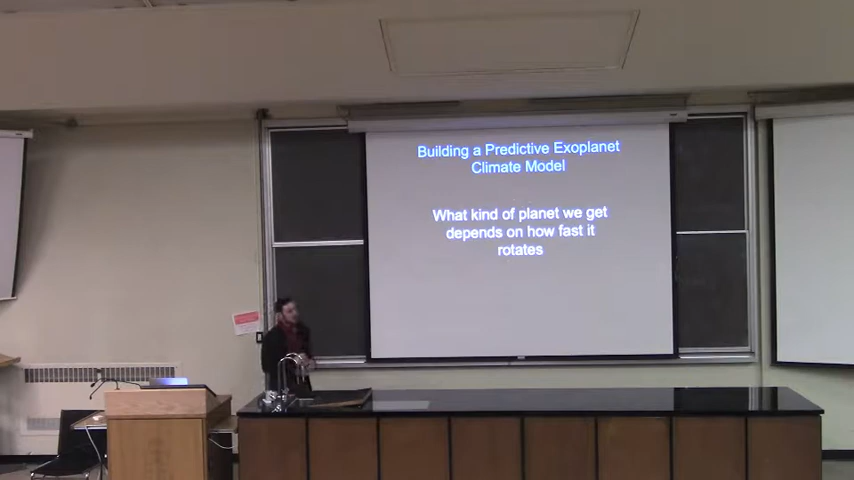 Building a Predictive Exoplanet
Climate Model
What kind of planet we get
depends on how fast it
rotates